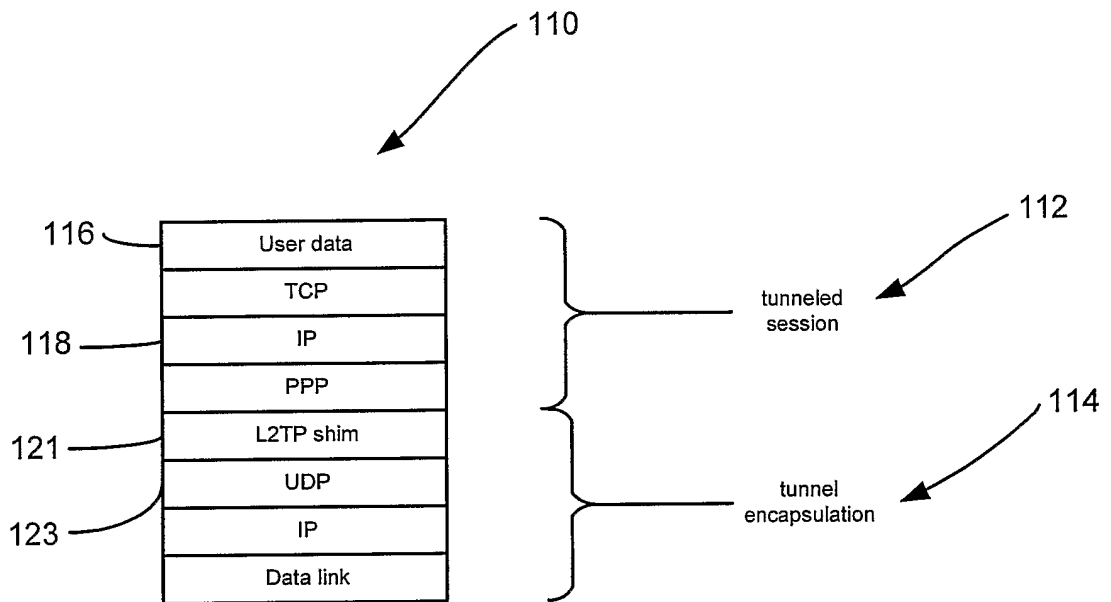 110
112
116
User data
TCP
tunneled
session
118
IP
PPP
114
121
L2TP shim
UDP
tunnel
encapsulation
123
IP
Data link